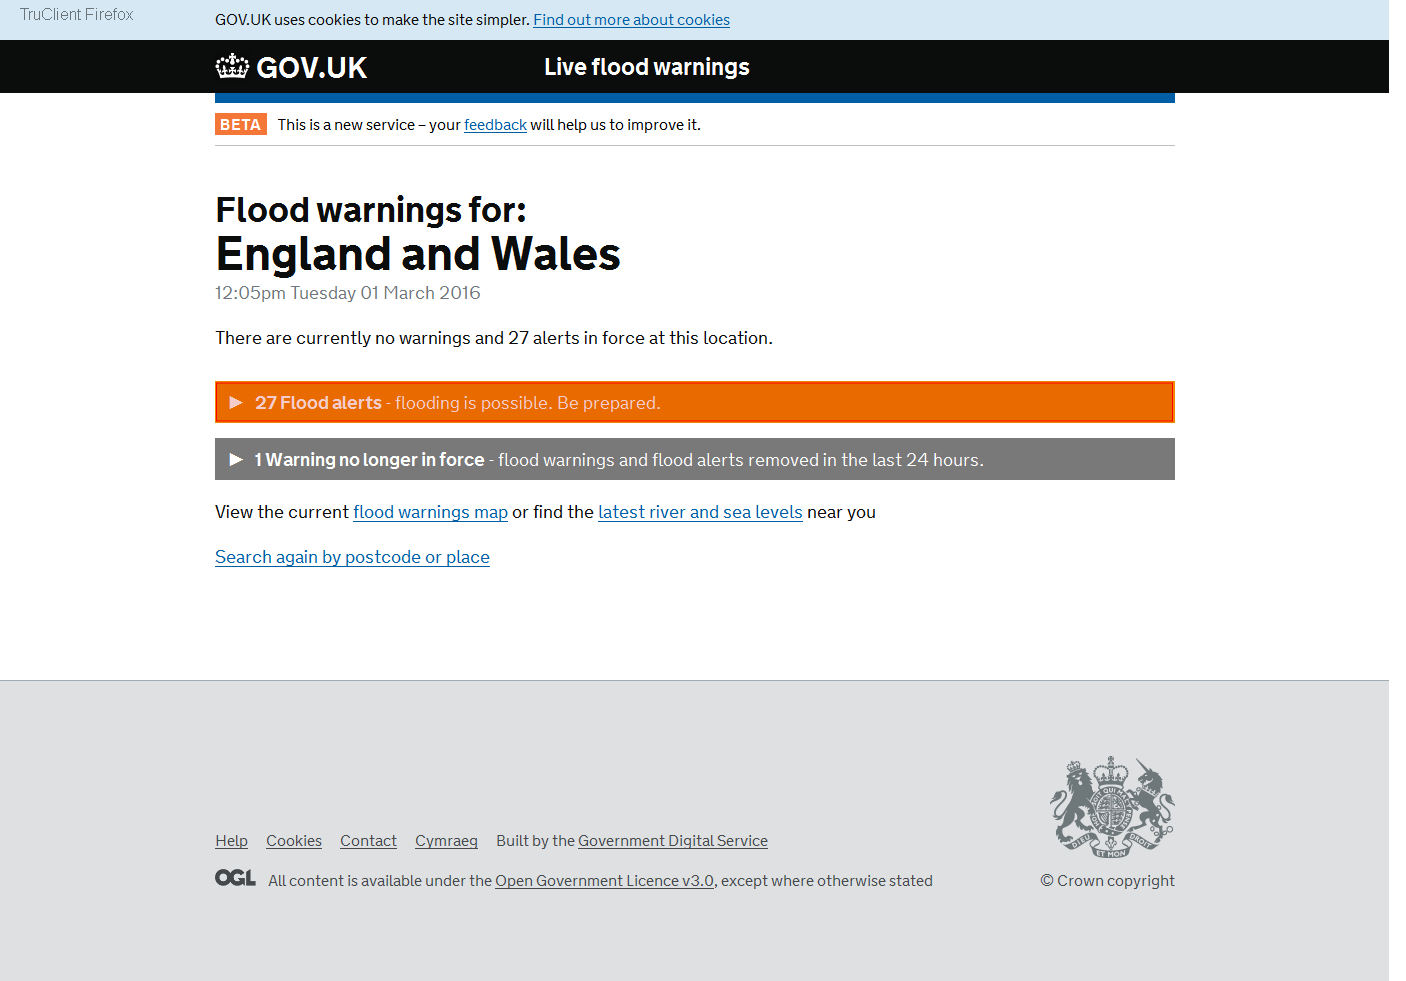 TruClient Firefox
GOV.UK uses cookies to make the site simpler. Find out more about cookies
GOV.UK
Live flood warnings
BETA This is a new service – your feedback will help us to improve it.
Flood warnings for:
England and Wales
12:05pm Tuesday 01 March 2016
There are currently no warnings and 27 alerts in force at this location.
▶ 27 Flood alerts - flooding is possible. Be prepared.
▶ 1 Warning no longer in force - flood warnings and flood alerts removed in the last 24 hours.
View the current flood warnings map or find the latest river and sea levels near you
Search again by postcode or place
Help Cookies Contact Cymraeg Built by the Government Digital Service
OGL All content is available under the Open Government Licence v3.0, except where otherwise stated
DIEU ET MON DROIT
© Crown copyright